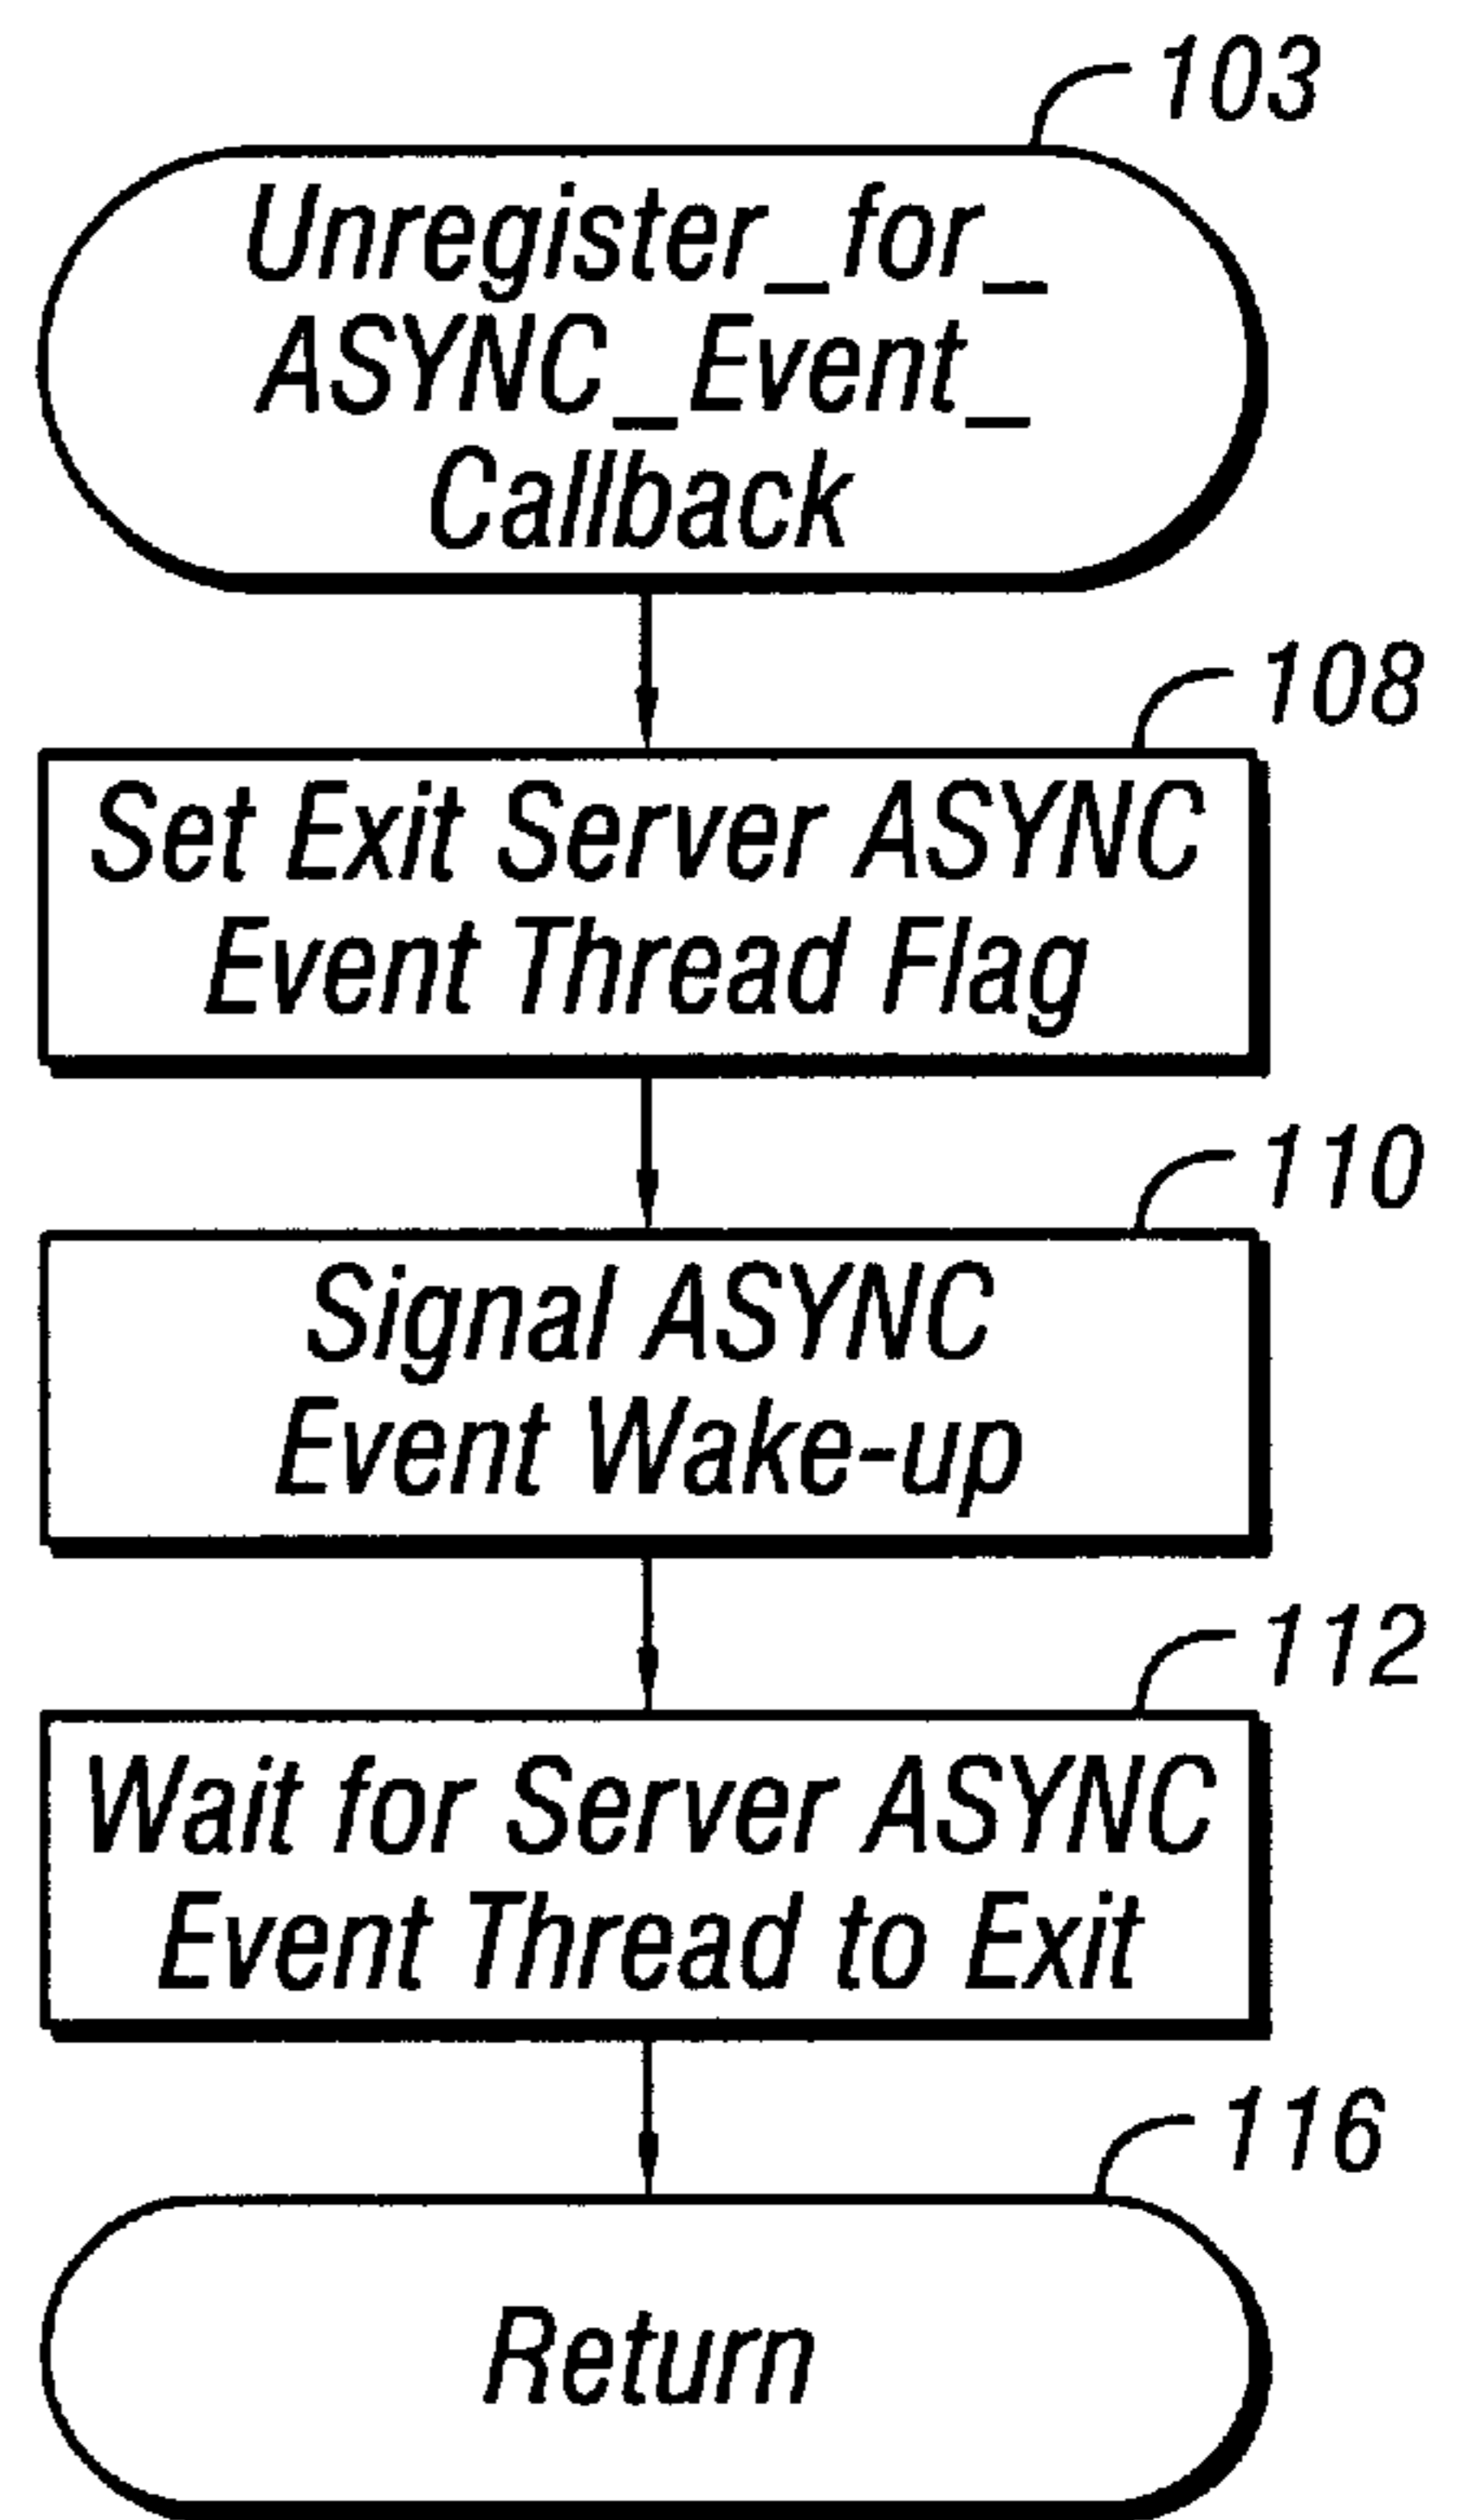 103
Unregister_for_
ASYNC_Event_
Callback
108
Set Exit Server ASYNC
Event Thread Flag
110
Signal ASYNC
Event Wake-up
112
Wait for Server ASYNC
Event Thread to Exit
116
Return